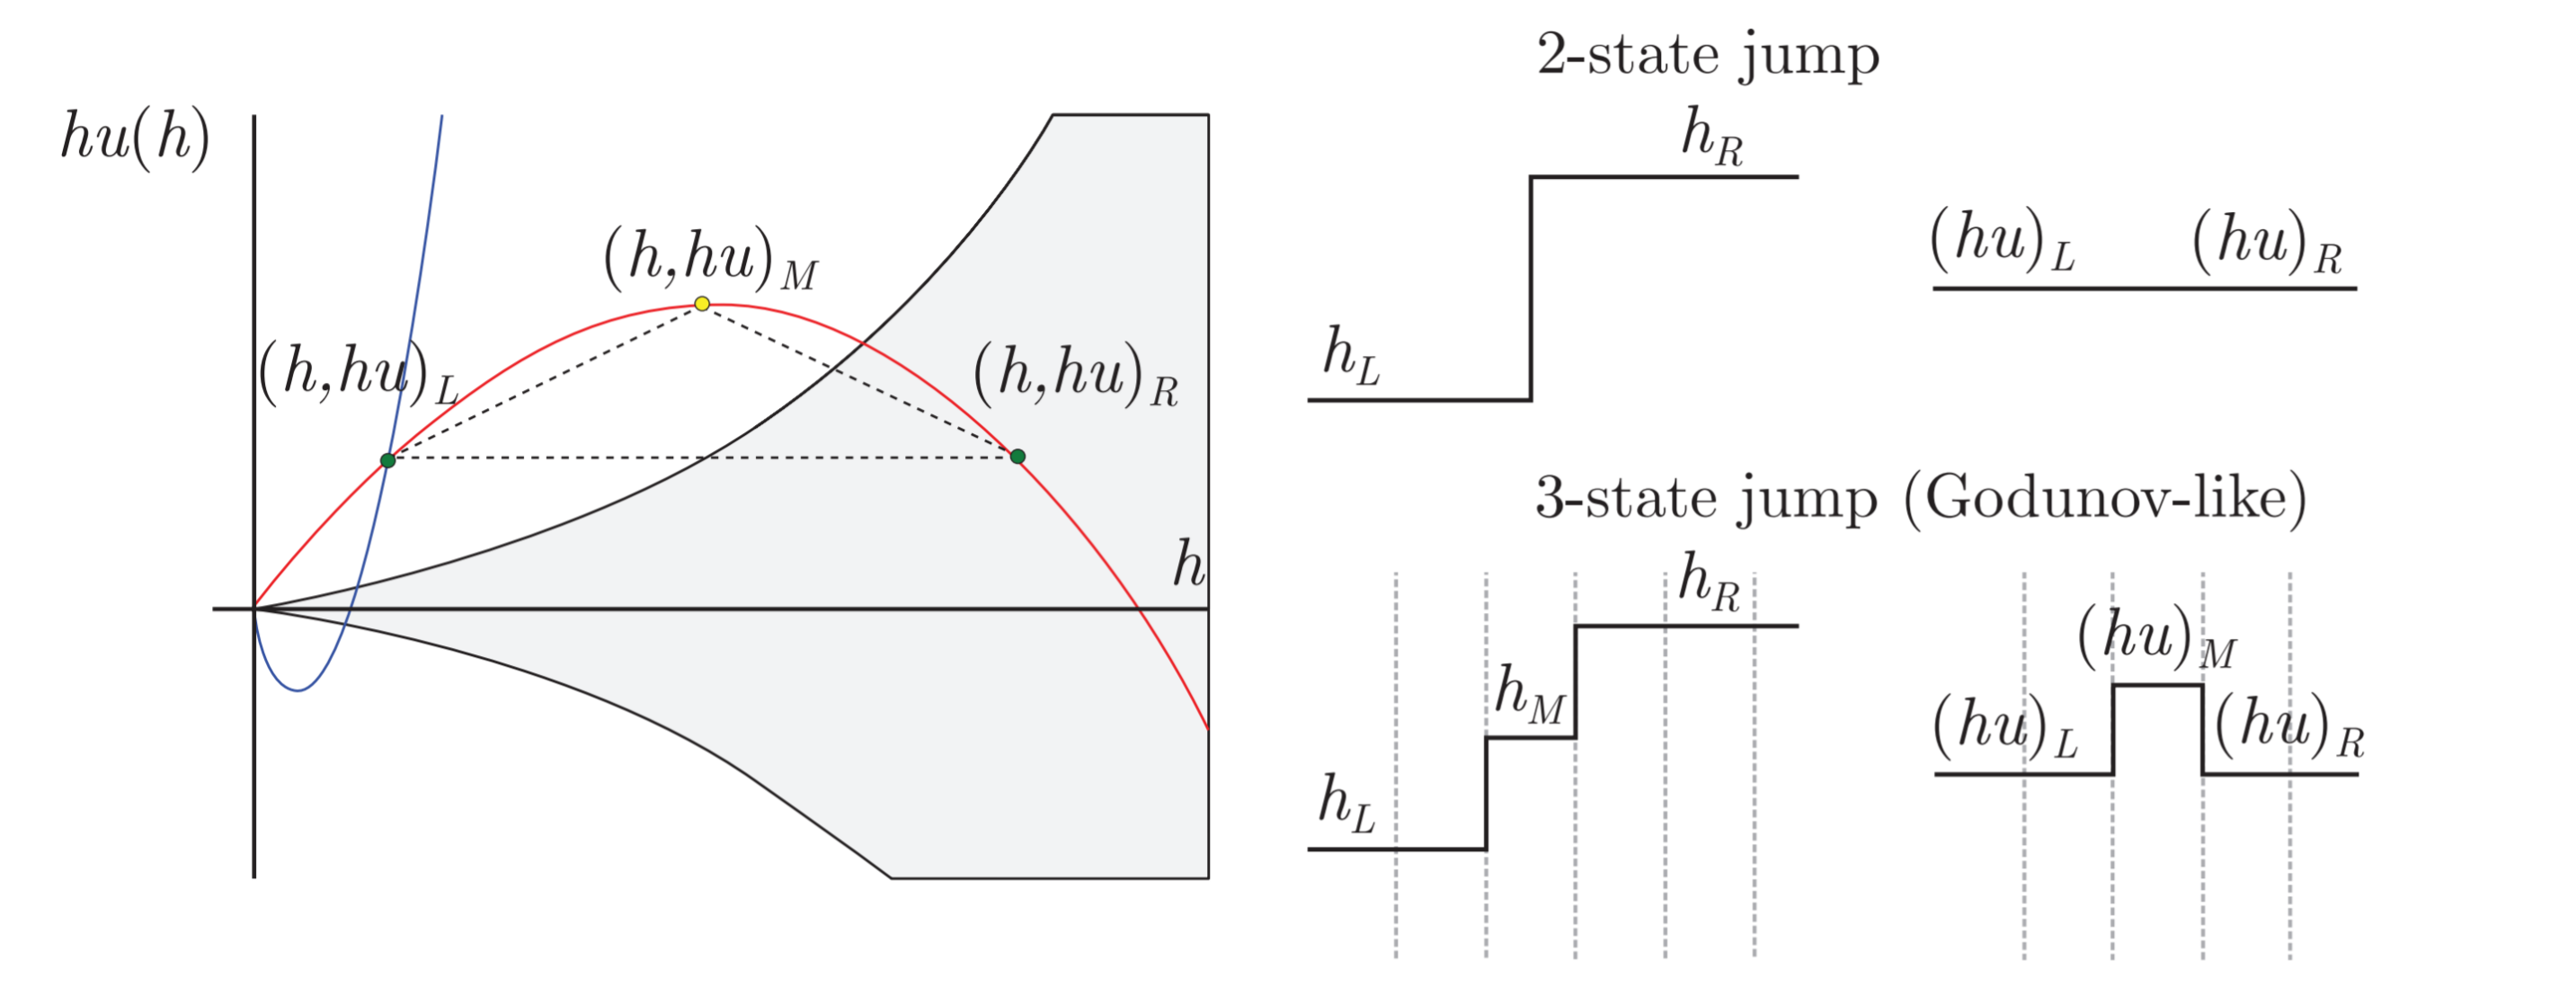 hu(h)
(h,hu)_M
(h,hu)_L
(h,hu)_R
h
2-state jump
h_R
h_L
(hu)_L
(hu)_R
3-state jump (Godunov-like)
h_R
h_M
h_L
(hu)_M
(hu)_L
(hu)_R